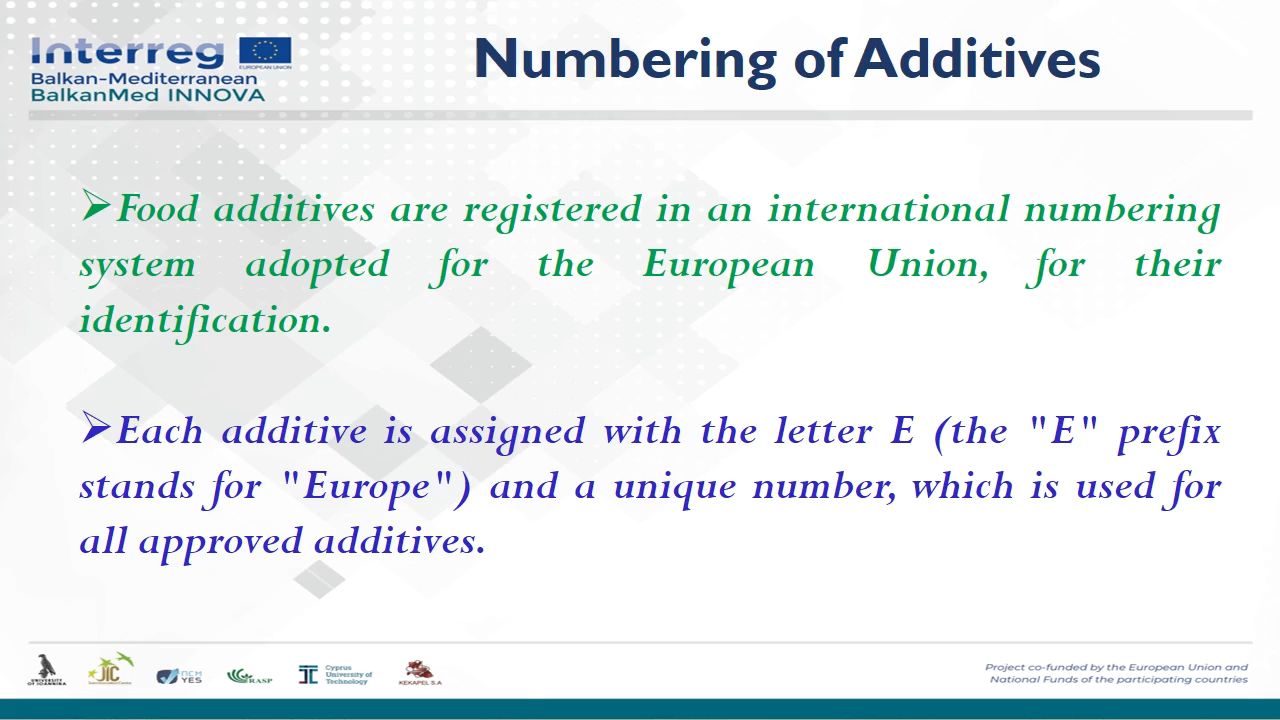 Interreg
EUROPEAN UNION
Balkan-Mediterranean
BalkanMed INNOVA
Numbering of Additives
Food additives are registered in an international numbering
system adopted for the European Union, for their
identification.
Each additive is assigned with the letter E (the "E" prefix
stands for "Europe") and a unique number, which is used for
all approved additives.
UNIVERSITY
OF IOANNINA
JIC
YES
RASP
Cyprus
University of
Technology
KEKAPEL S.A
Project co-funded by the European Union and
National Funds of the participating countries